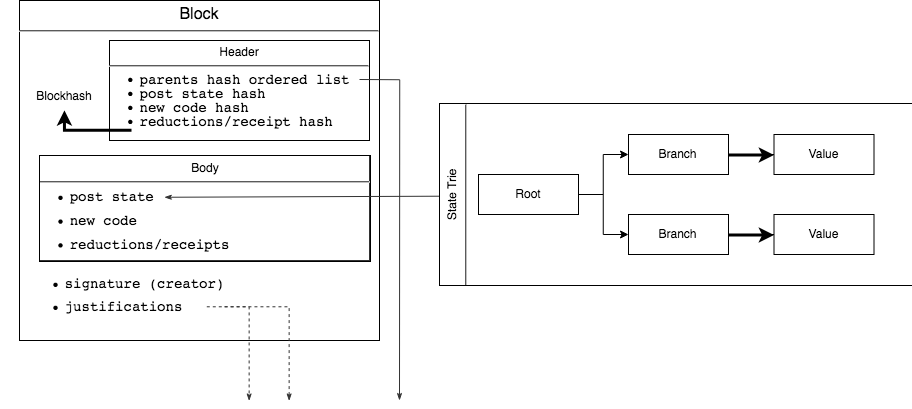 Block
Header
• parents hash ordered list
• post state hash
• new code hash
• reductions/receipt hash
Blockhash
Body
• post state
• new code
• reductions/receipts
• signature (creator)
• justifications
State Trie
Root
Branch
Value
Branch
Value